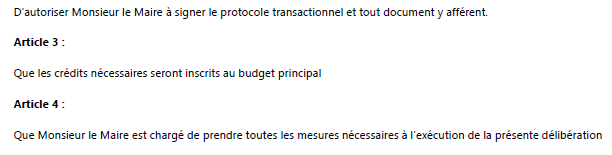 D'autoriser Monsieur le Maire à signer le protocole transactionnel et tout document y afférent.
Article 3 :
Que les crédits nécessaires seront inscrits au budget principal
Article 4 :
Que Monsieur le Maire est chargé de prendre toutes les mesures nécessaires à l'exécution de la présente délibération